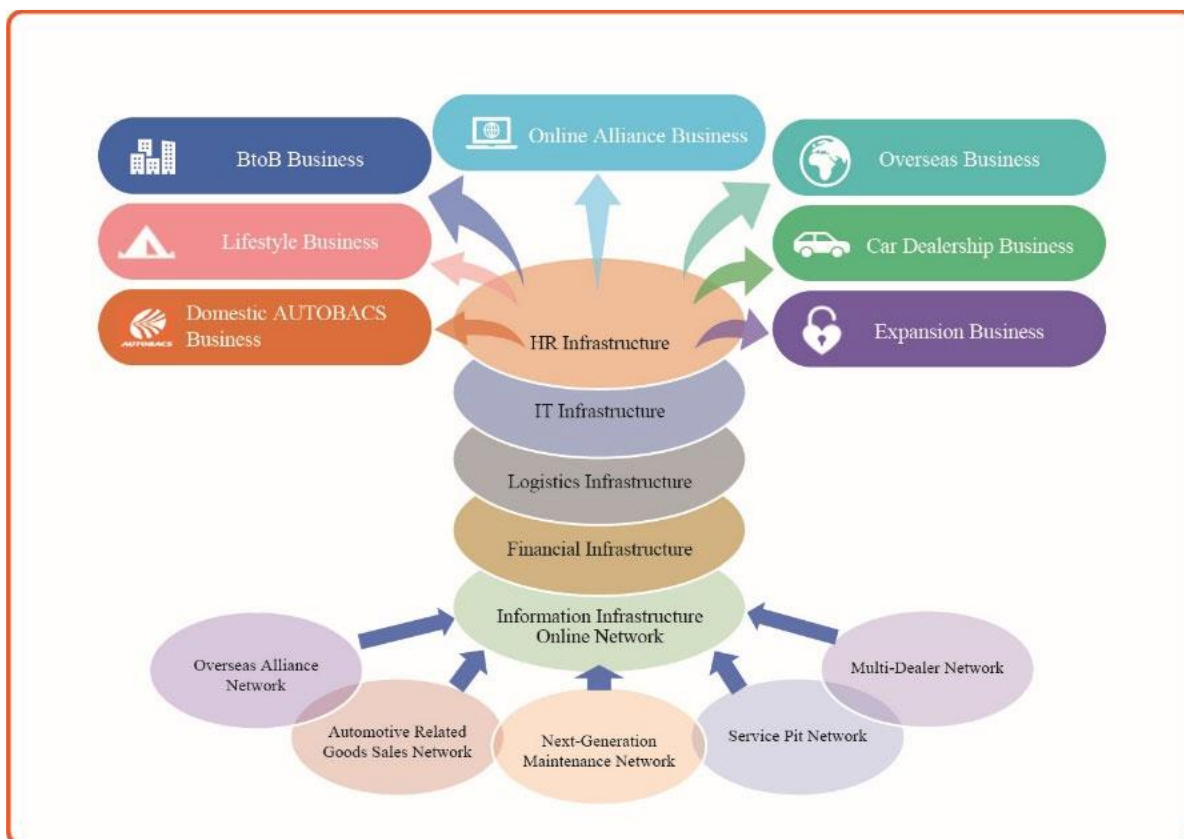 Online Alliance Business
BtoB Business
Overseas Business
Lifestyle Business
Car Dealership Business
Domestic AUTOBACS
Business
AUTOBACS
Expansion Business
HR Infrastructure
IT Infrastructure
Logistics Infrastructure
Financial Infrastructure
Information Infrastructure
Online Network
Overseas Alliance
Network
Multi-Dealer Network
Automotive Related
Goods Sales Network
Next-Generation
Maintenance Network
Service Pit Network